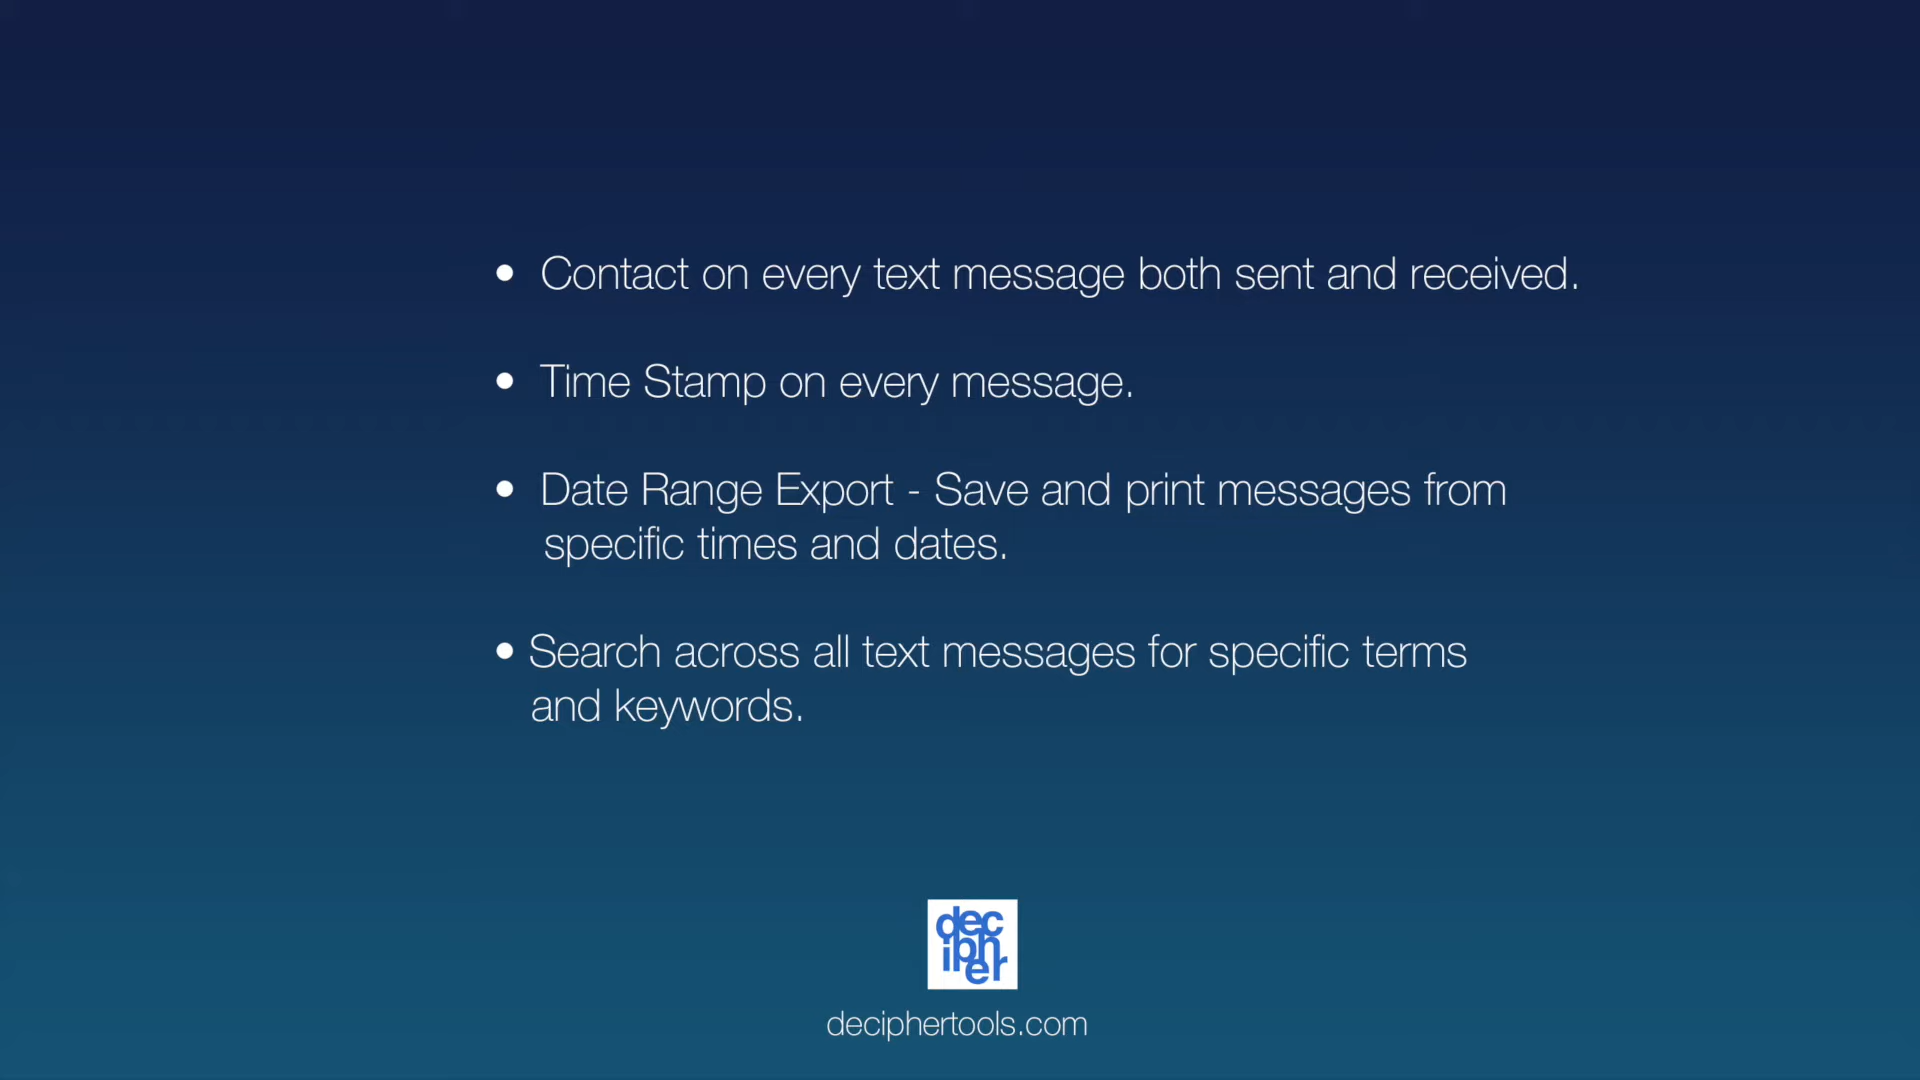 • Contact on every text message both sent and received.
• Time Stamp on every message.
• Date Range Export - Save and print messages from
specific times and dates.
• Search across all text messages for specific terms
and keywords.
dec
iph
er
deciphertools.com